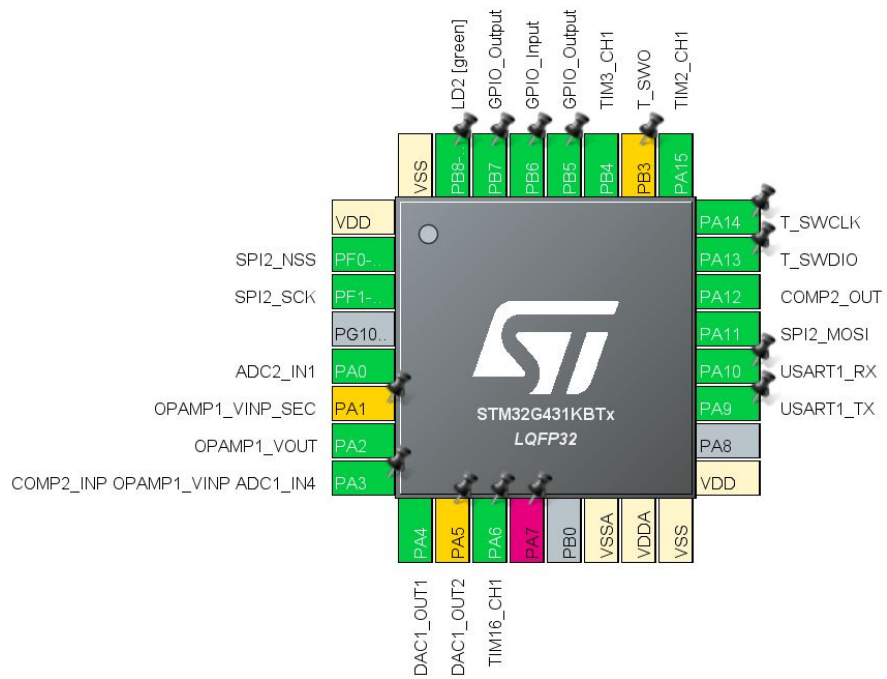 LD2 [green]
GPIO_Output
GPIO_Input
GPIO_Output
TIM3_CH1
T_SWO
TIM2_CH1
VSS
PB8-..
PB7
PB6
PB5
PB4
PB3
PA15
VDD
SPI2_NSS PF0-..
SPI2_SCK PF1-..
PG10..
ADC2_IN1 PA0
OPAMP1_VINP_SEC PA1
OPAMP1_VOUT PA2
COMP2_INP OPAMP1_VINP ADC1_IN4 PA3
STM32G431KBTx
LQFP32
PA14 T_SWCLK
PA13 T_SWDIO
PA12 COMP2_OUT
PA11 SPI2_MOSI
PA10 USART1_RX
PA9 USART1_TX
PA8
VDD
PA4
PA5
PA6
PA7
PB0
VSSA
VDDA
VSS
DAC1_OUT1
DAC1_OUT2
TIM16_CH1